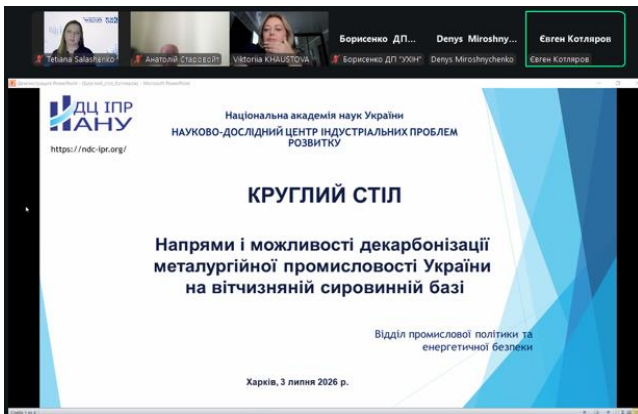 Tetiana Salashenko
Анатолій Старовойт
Viktoriia KHAUSTOVA
Борисенко ДП...
Борисенко ДП "УХІН"
Denys Miroshny...
Denys Miroshnychenko
Євген Котляров
Євген Котляров
ДЦ ІПР
НАНУ
https://ndc-ipr.org/
Національна академія наук України
НАУКОВО-ДОСЛІДНИЙ ЦЕНТР ІНДУСТРІАЛЬНИХ ПРОБЛЕМ
РОЗВИТКУ
КРУГЛИЙ СТІЛ
Напрями і можливості декарбонізації
металургійної промисловості України
на вітчизняній сировинній базі
Відділ промислової політики та
енергетичної безпеки
Харків, 3 липня 2026 р.